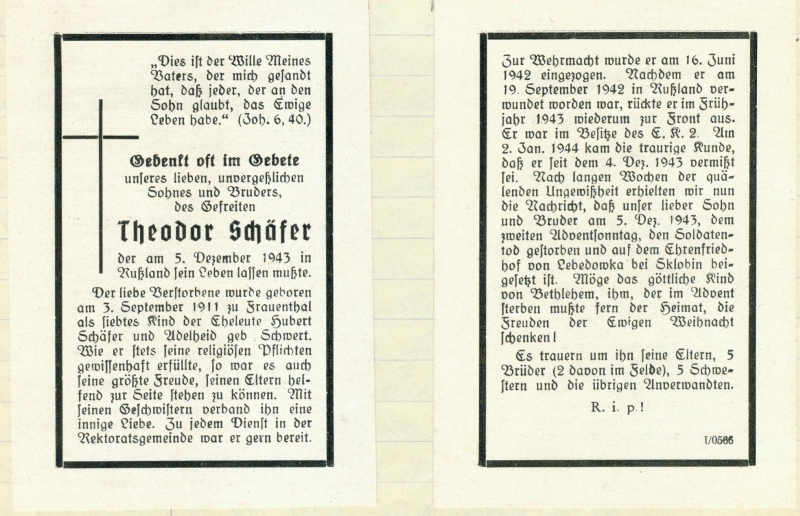 „Dies ist der Wille Meines
Vaters, der mich gesandt
hat, daß jeder, der an den
Sohn glaubt, das Ewige
Leben habe.“ (Joh. 6, 40.)
Gedenkt oft im Gebete
unseres lieben, unvergeßlichen
Sohnes und Bruders,
des Gefreiten
Theodor Schäfer
der am 5. Dezember 1943 in
Rußland sein Leben lassen mußte.
Der liebe Verstorbene wurde geboren
am 3. September 1911 zu Frauenthal
als siebtes Kind der Eheleute Hubert
Schäfer und Adelheid geb Schwert.
Wie er stets seine religiösen Pflichten
gewissenhaft erfüllte, so war es auch
seine größte Freude, seinen Eltern hel-
fend zur Seite stehen zu können. Mit
seinen Geschwistern verband ihn eine
innige Liebe. Zu jedem Dienst in der
Rektoratsgemeinde war er gern bereit.
Zur Wehrmacht wurde er am 16. Juni
1942 eingezogen. Nachdem er am
19. September 1942 in Rußland ver-
wundet worden war, rückte er im Früh-
jahr 1943 wiederum zur Front aus.
Er war im Besitze des E. K. 2. Am
2. Jan. 1944 kam die traurige Kunde,
daß er seit dem 4. Dez. 1943 vermißt
sei. Nach langen Wochen der quä-
lenden Ungewißheit erhielten wir nun
die Nachricht, daß unser lieber Sohn
und Bruder am 5. Dez. 1943, dem
zweiten Adventsonntag, den Soldaten-
tod gestorben und auf dem Ehrenfried-
hof von Lebedowka bei Sklobin bei-
gesetzt ist. Möge das göttliche Kind
von Bethlehem, ihm, der im Advent
sterben mußte fern der Heimat, die
Freuden der Ewigen Weihnacht
schenken!
Es trauern um ihn seine Eltern, 5
Brüder (2 davon im Felde), 5 Schwe-
stern und die übrigen Anverwandten.
R. i. p.!
I/0566